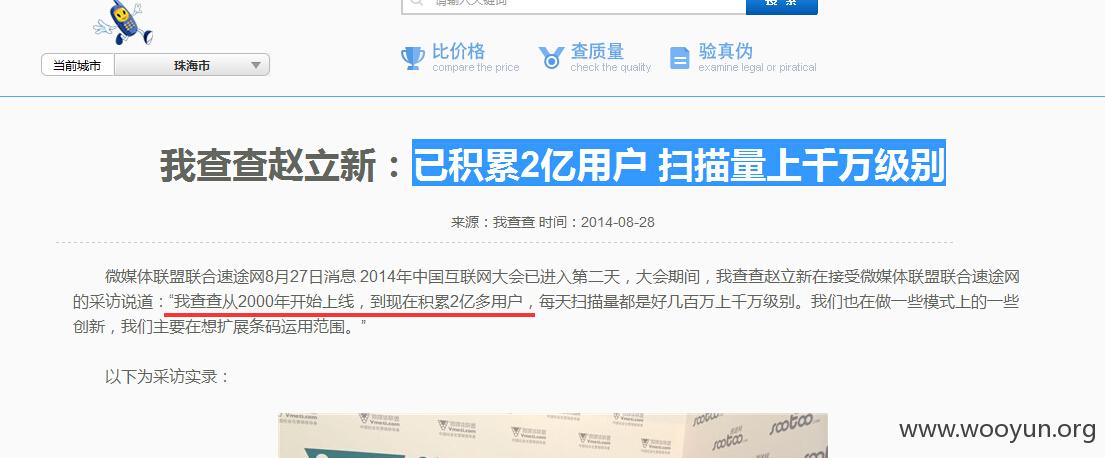 请输入关键词
搜 索
当前城市 珠海市
比价格 查质量 验真伪
compare the price check the quality examine legal or piratical
我查查赵立新：已积累2亿用户 扫描量上千万级别
来源：我查查 时间：2014-08-28
微媒体联盟联合速途网8月27日消息 2014年中国互联网大会已进入第二天，大会期间，我查查赵立新在接受微媒体联盟联合速途网
的采访说道：“我查查从2000年开始上线，到现在积累2亿多用户，每天扫描量都是好几百万上千万级别。我们也在做一些模式上的一些
创新，我们主要在想扩展条码运用范围。”
以下为采访实录：
微媒体联盟
Vmeti.com
sootoo
www.wooyun.org